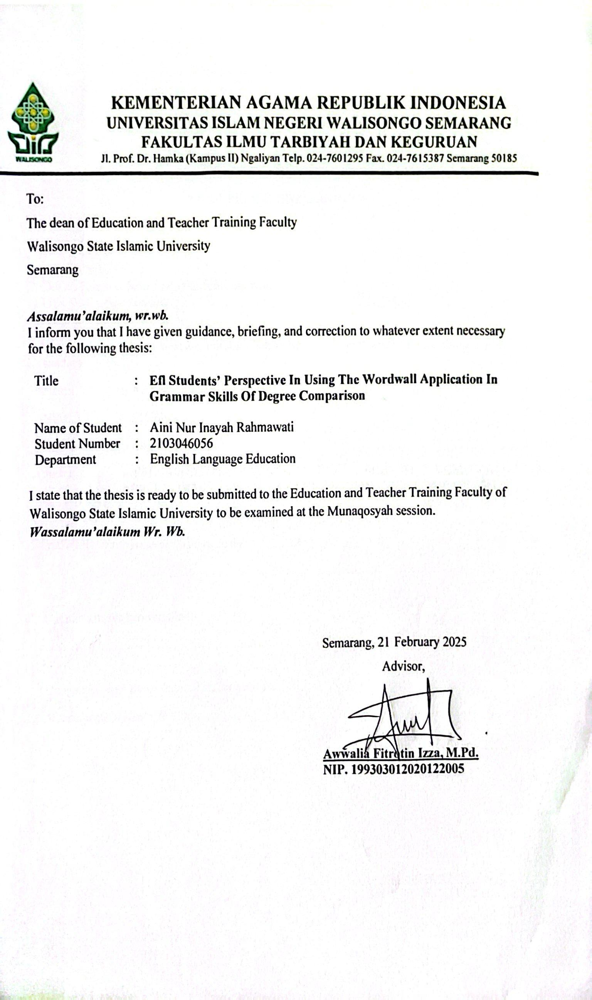 WALISONGO
KEMENTERIAN AGAMA REPUBLIK INDONESIA
UNIVERSITAS ISLAM NEGERI WALISONGO SEMARANG
FAKULTAS ILMU TARBIYAH DAN KEGURUAN
Jl. Prof. Dr. Hamka (Kampus II) Ngaliyan Telp. 024-7601295 Fax. 024-7615387 Semarang 50185
To:
The dean of Education and Teacher Training Faculty
Walisongo State Islamic University
Semarang
Assalamu’alaikum, wr.wb.
I inform you that I have given guidance, briefing, and correction to whatever extent necessary
for the following thesis:
Title : Efl Students’ Perspective In Using The Wordwall Application In
Grammar Skills Of Degree Comparison
Name of Student : Aini Nur Inayah Rahmawati
Student Number : 2103046056
Department : English Language Education
I state that the thesis is ready to be submitted to the Education and Teacher Training Faculty of
Walisongo State Islamic University to be examined at the Munaqosyah session.
Wassalamu’alaikum Wr. Wb.
Semarang, 21 February 2025
Advisor,
Awwalia Fitrotin Izza, M.Pd.
NIP. 199303012020122005